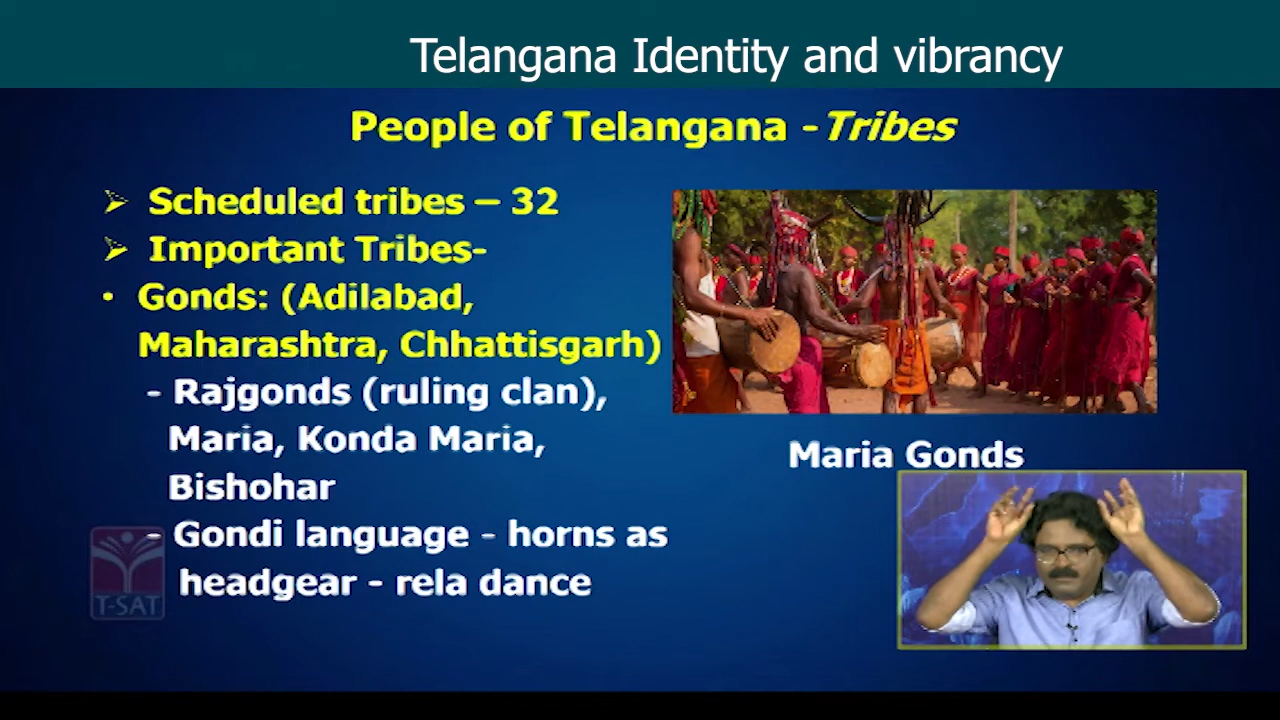 Telangana Identity and vibrancy
People of Telangana - Tribes
Scheduled tribes – 32
Important Tribes-
Gonds: (Adilabad,
Maharashtra, Chhattisgarh)
- Rajgonds (ruling clan),
Maria, Konda Maria,
Bishohar
- Gondi language - horns as
headgear - rela dance
Maria Gonds
T-SAT